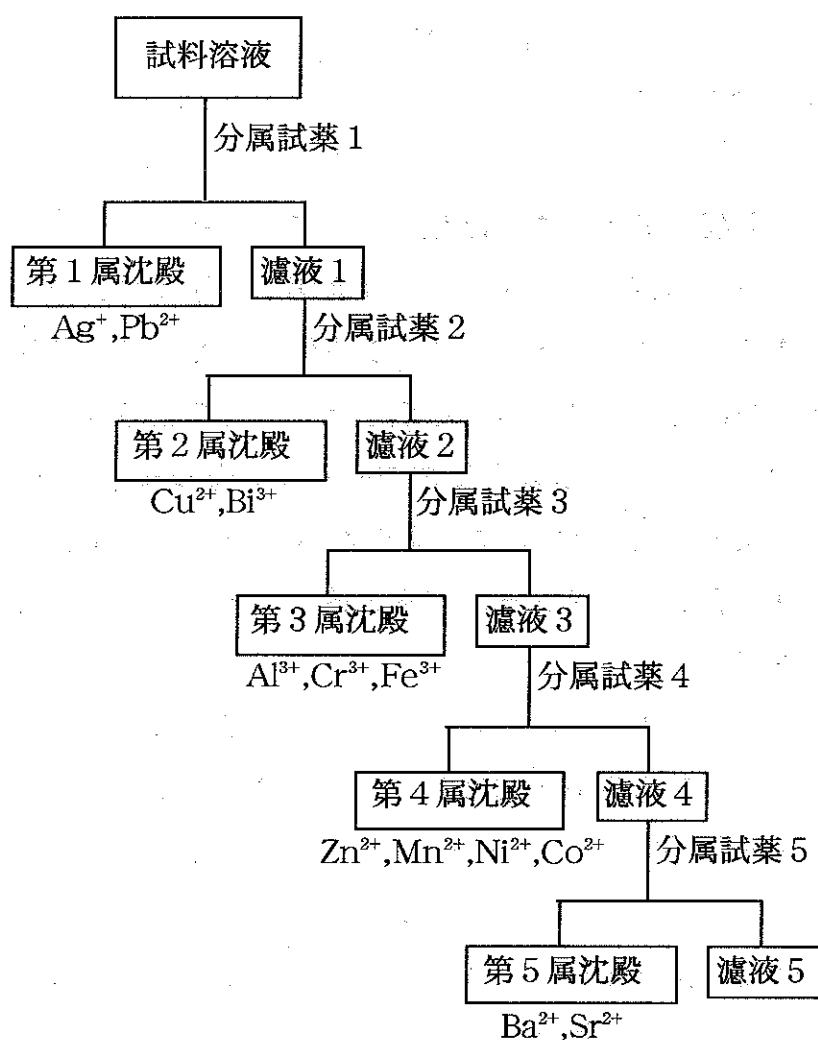 試料溶液
分属試薬1
第1属沈殿
濾液1
Ag⁺,Pb²⁺
分属試薬2
第2属沈殿
濾液2
Cu²⁺,Bi³⁺
分属試薬3
第3属沈殿
濾液3
Al³⁺,Cr³⁺,Fe³⁺
分属試薬4
第4属沈殿
濾液4
Zn²⁺,Mn²⁺,Ni²⁺,Co²⁺
分属試薬5
第5属沈殿
濾液5
Ba²⁺,Sr²⁺